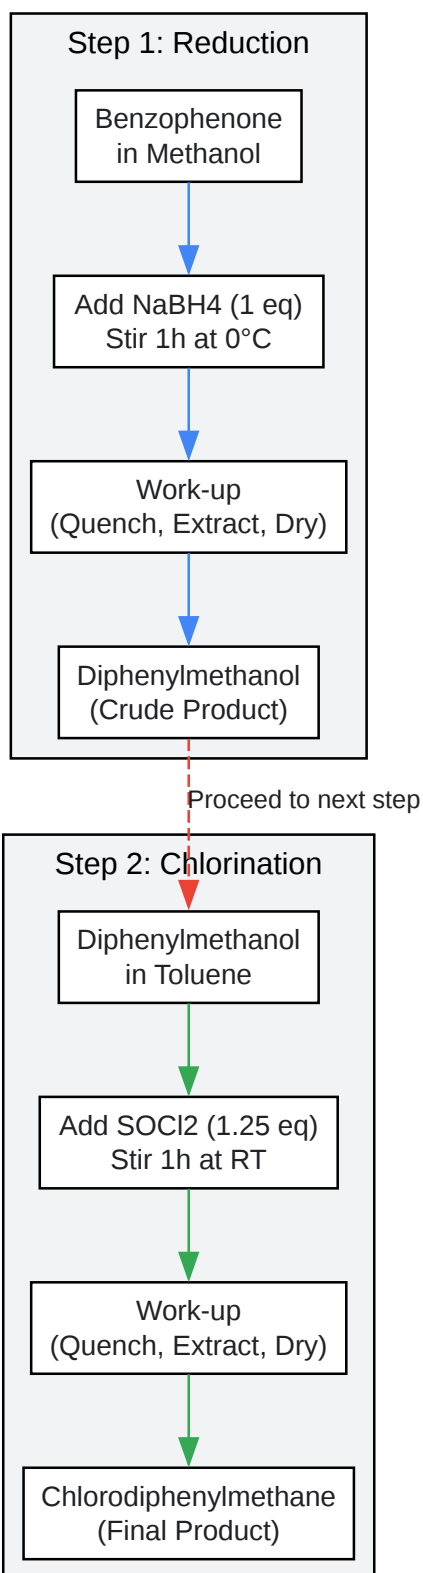 Step 1: Reduction
Benzophenone
in Methanol
Add NaBH4 (1 eq)
Stir 1h at 0°C
Work-up
(Quench, Extract, Dry)
Diphenylmethanol
(Crude Product)
Proceed to next step
Step 2: Chlorination
Diphenylmethanol
in Toluene
Add SOCl2 (1.25 eq)
Stir 1h at RT
Work-up
(Quench, Extract, Dry)
Chlorodiphenylmethane
(Final Product)